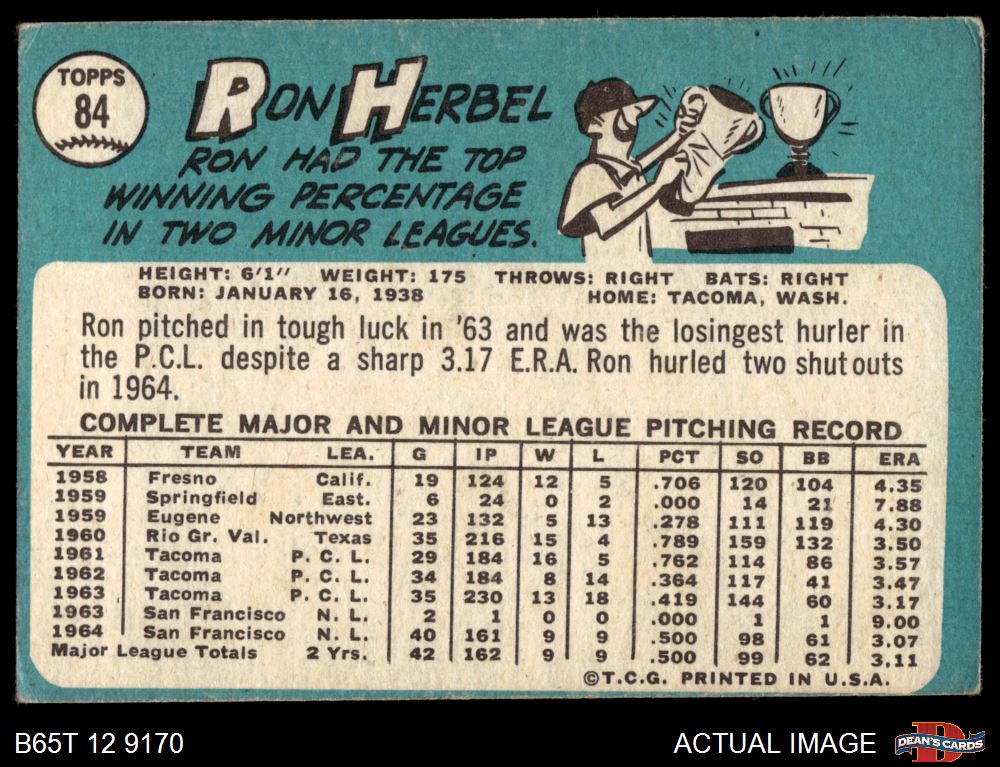 TOPPS
84
RON HERBEL
RON HAD THE TOP
WINNING PERCENTAGE
IN TWO MINOR LEAGUES.
HEIGHT: 6'1" WEIGHT: 175 THROWS: RIGHT BATS: RIGHT
BORN: JANUARY 16, 1938 HOME: TACOMA, WASH.
Ron pitched in tough luck in '63 and was the losingest hurler in
the P.C.L. despite a sharp 3.17 E.R.A. Ron hurled two shutouts
in 1964.
COMPLETE MAJOR AND MINOR LEAGUE PITCHING RECORD
YEAR TEAM LEA. G IP W L PCT SO BB ERA
1958 Fresno Calif. 19 124 12 5 .706 120 104 4.35
1959 Springfield East. 6 24 0 2 .000 14 21 7.88
1959 Eugene Northwest 23 132 5 13 .278 111 119 4.30
1960 Rio Gr. Val. Texas 35 216 15 4 .789 159 132 3.50
1961 Tacoma P. C. L. 29 184 16 5 .762 114 86 3.57
1962 Tacoma P. C. L. 34 184 8 14 .364 117 41 3.47
1963 Tacoma P. C. L. 35 230 13 18 .419 144 60 3.17
1963 San Francisco N. L. 2 1 0 0 .000 1 1 9.00
1964 San Francisco N. L. 40 161 9 9 .500 98 61 3.07
Major League Totals 2 Yrs. 42 162 9 9 .500 99 62 3.11
©T.C.G. PRINTED IN U.S.A.
B65T 12 9170 ACTUAL IMAGE
D
DEAN'S CARDS